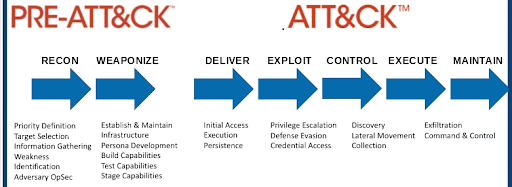 PRE-ATT&CK™
ATT&CK™
RECON
WEAPONIZE
DELIVER
EXPLOIT
CONTROL
EXECUTE
MAINTAIN
Priority Definition
Target Selection
Information Gathering
Weakness
Identification
Adversary OpSec
Establish & Maintain
Infrastructure
Persona Development
Build Capabilities
Test Capabilities
Stage Capabilities
Initial Access
Execution
Persistence
Privilege Escalation
Defense Evasion
Credential Access
Discovery
Lateral Movement
Collection
Exfiltration
Command & Control